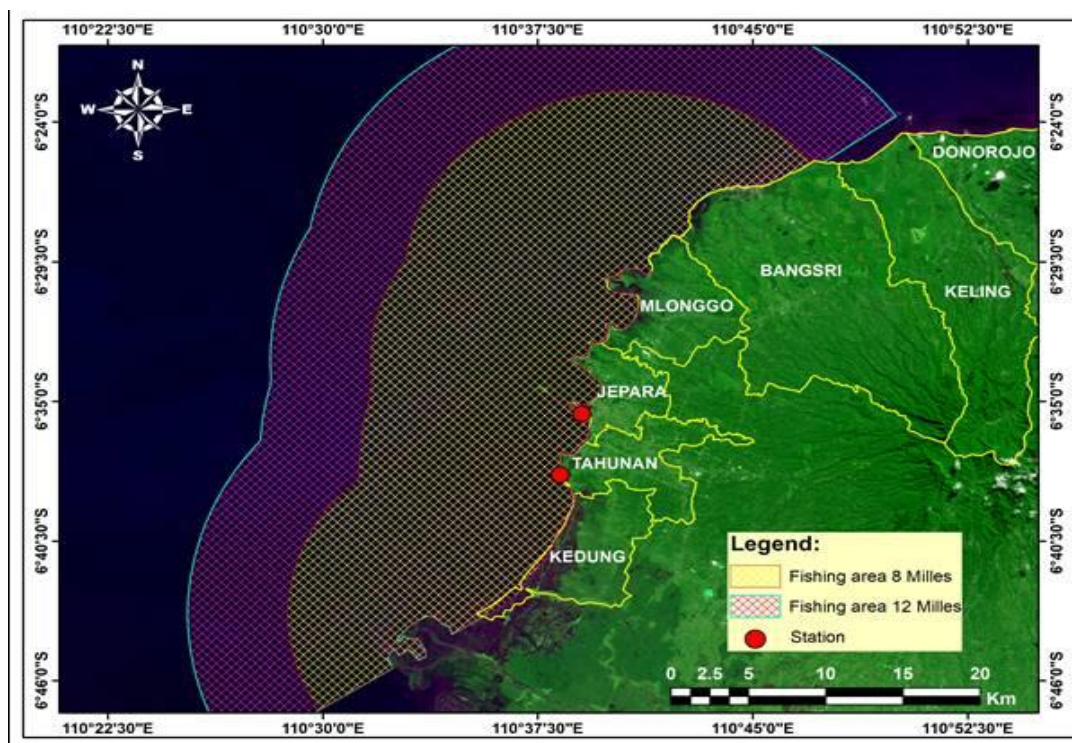 110°22'30"E 110°30'0"E 110°37'30"E 110°45'0"E 110°52'30"E
N
W E
S
6°24'0"S 6°24'0"S
DONOROJO
6°29'30"S 6°29'30"S
BANGSRI
KELING
MLONGGO
6°35'0"S 6°35'0"S
JEPARA
TAHUNAN
6°40'30"S 6°40'30"S
KEDUNG
Legend:
Fishing area 8 Milles
Fishing area 12 Milles
Station
6°46'0"S 6°46'0"S
0 2.5 5 10 15 20
Km
110°22'30"E 110°30'0"E 110°37'30"E 110°45'0"E 110°52'30"E